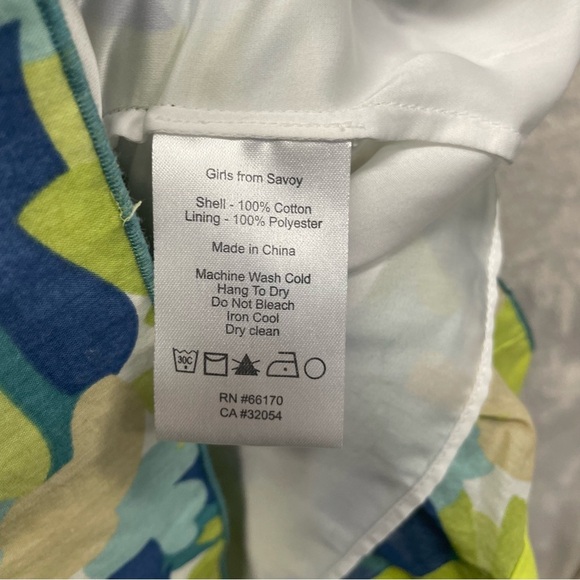 Girls from Savoy
Shell - 100% Cotton
Lining - 100% Polyester
Made in China
Machine Wash Cold
Hang To Dry
Do Not Bleach
Iron Cool
Dry clean
30C
RN #66170
CA #32054